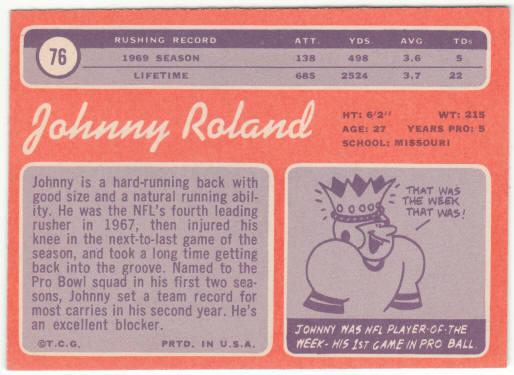 76
RUSHING RECORD ATT. YDS. AVG TDs
1969 SEASON 138 498 3.6 5
LIFETIME 685 2524 3.7 22
Johnny Roland
HT: 6'2" WT: 215
AGE: 27 YEARS PRO: 5
SCHOOL: MISSOURI
Johnny is a hard-running back with
good size and a natural running abil-
ity. He was the NFL's fourth leading
rusher in 1967, then injured his
knee in the next-to-last game of the
season, and took a long time getting
back into the groove. Named to the
Pro Bowl squad in his first two sea-
sons, Johnny set a team record for
most carries in his second year. He's
an excellent blocker.
©T.C.G. PRTD. IN U.S.A.
THAT WAS
THE WEEK
THAT WAS!
JOHNNY WAS NFL PLAYER-OF-THE
WEEK- HIS 1ST GAME IN PRO BALL.